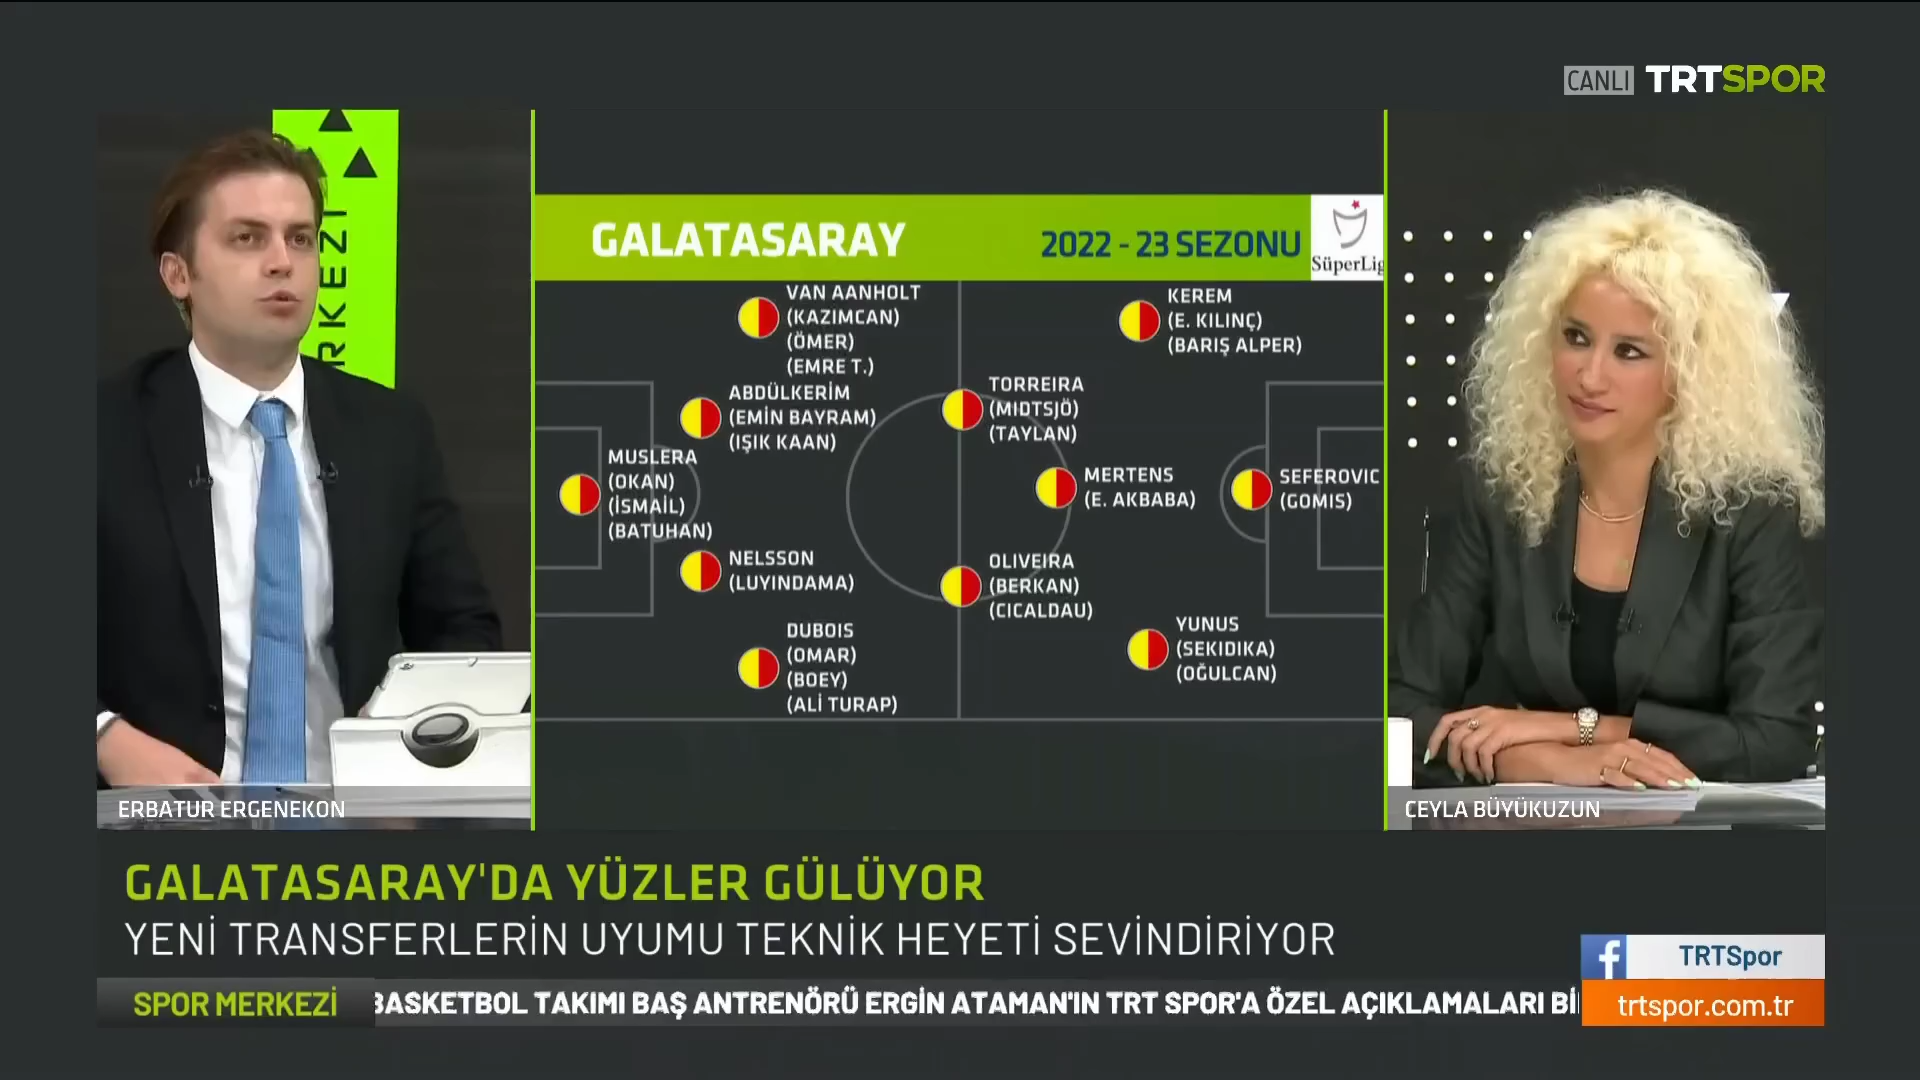 CANLI TRTSPOR
RKEZİ
GALATASARAY
2022 - 23 SEZONU
SüperLig
VAN AANHOLT
(KAZIMCAN)
(ÖMER)
(EMRE T.)
KEREM
(E. KILINÇ)
(BARIŞ ALPER)
ABDÜLKERİM
(EMİN BAYRAM)
(IŞIK KAAN)
TORREIRA
(MIDTSJÖ)
(TAYLAN)
MUSLERA
(OKAN)
(İSMAİL)
(BATUHAN)
MERTENS
(E. AKBABA)
SEFEROVIC
(GOMIS)
NELSSON
(LUYINDAMA)
OLIVEIRA
(BERKAN)
(CICALDAU)
DUBOIS
(OMAR)
(BOEY)
(ALİ TURAP)
YUNUS
(SEKIDIKA)
(OĞULCAN)
ERBATUR ERGENEKON
CEYLA BÜYÜKUZUN
GALATASARAY'DA YÜZLER GÜLÜYOR
YENİ TRANSFERLERİN UYUMU TEKNİK HEYETİ SEVİNDİRİYOR
f TRTSpor
SPOR MERKEZİ
BASKETBOL TAKIMI BAŞ ANTRENÖRÜ ERGİN ATAMAN'IN TRT SPOR'A ÖZEL AÇIKLAMALARI Bİ
trtspor.com.tr